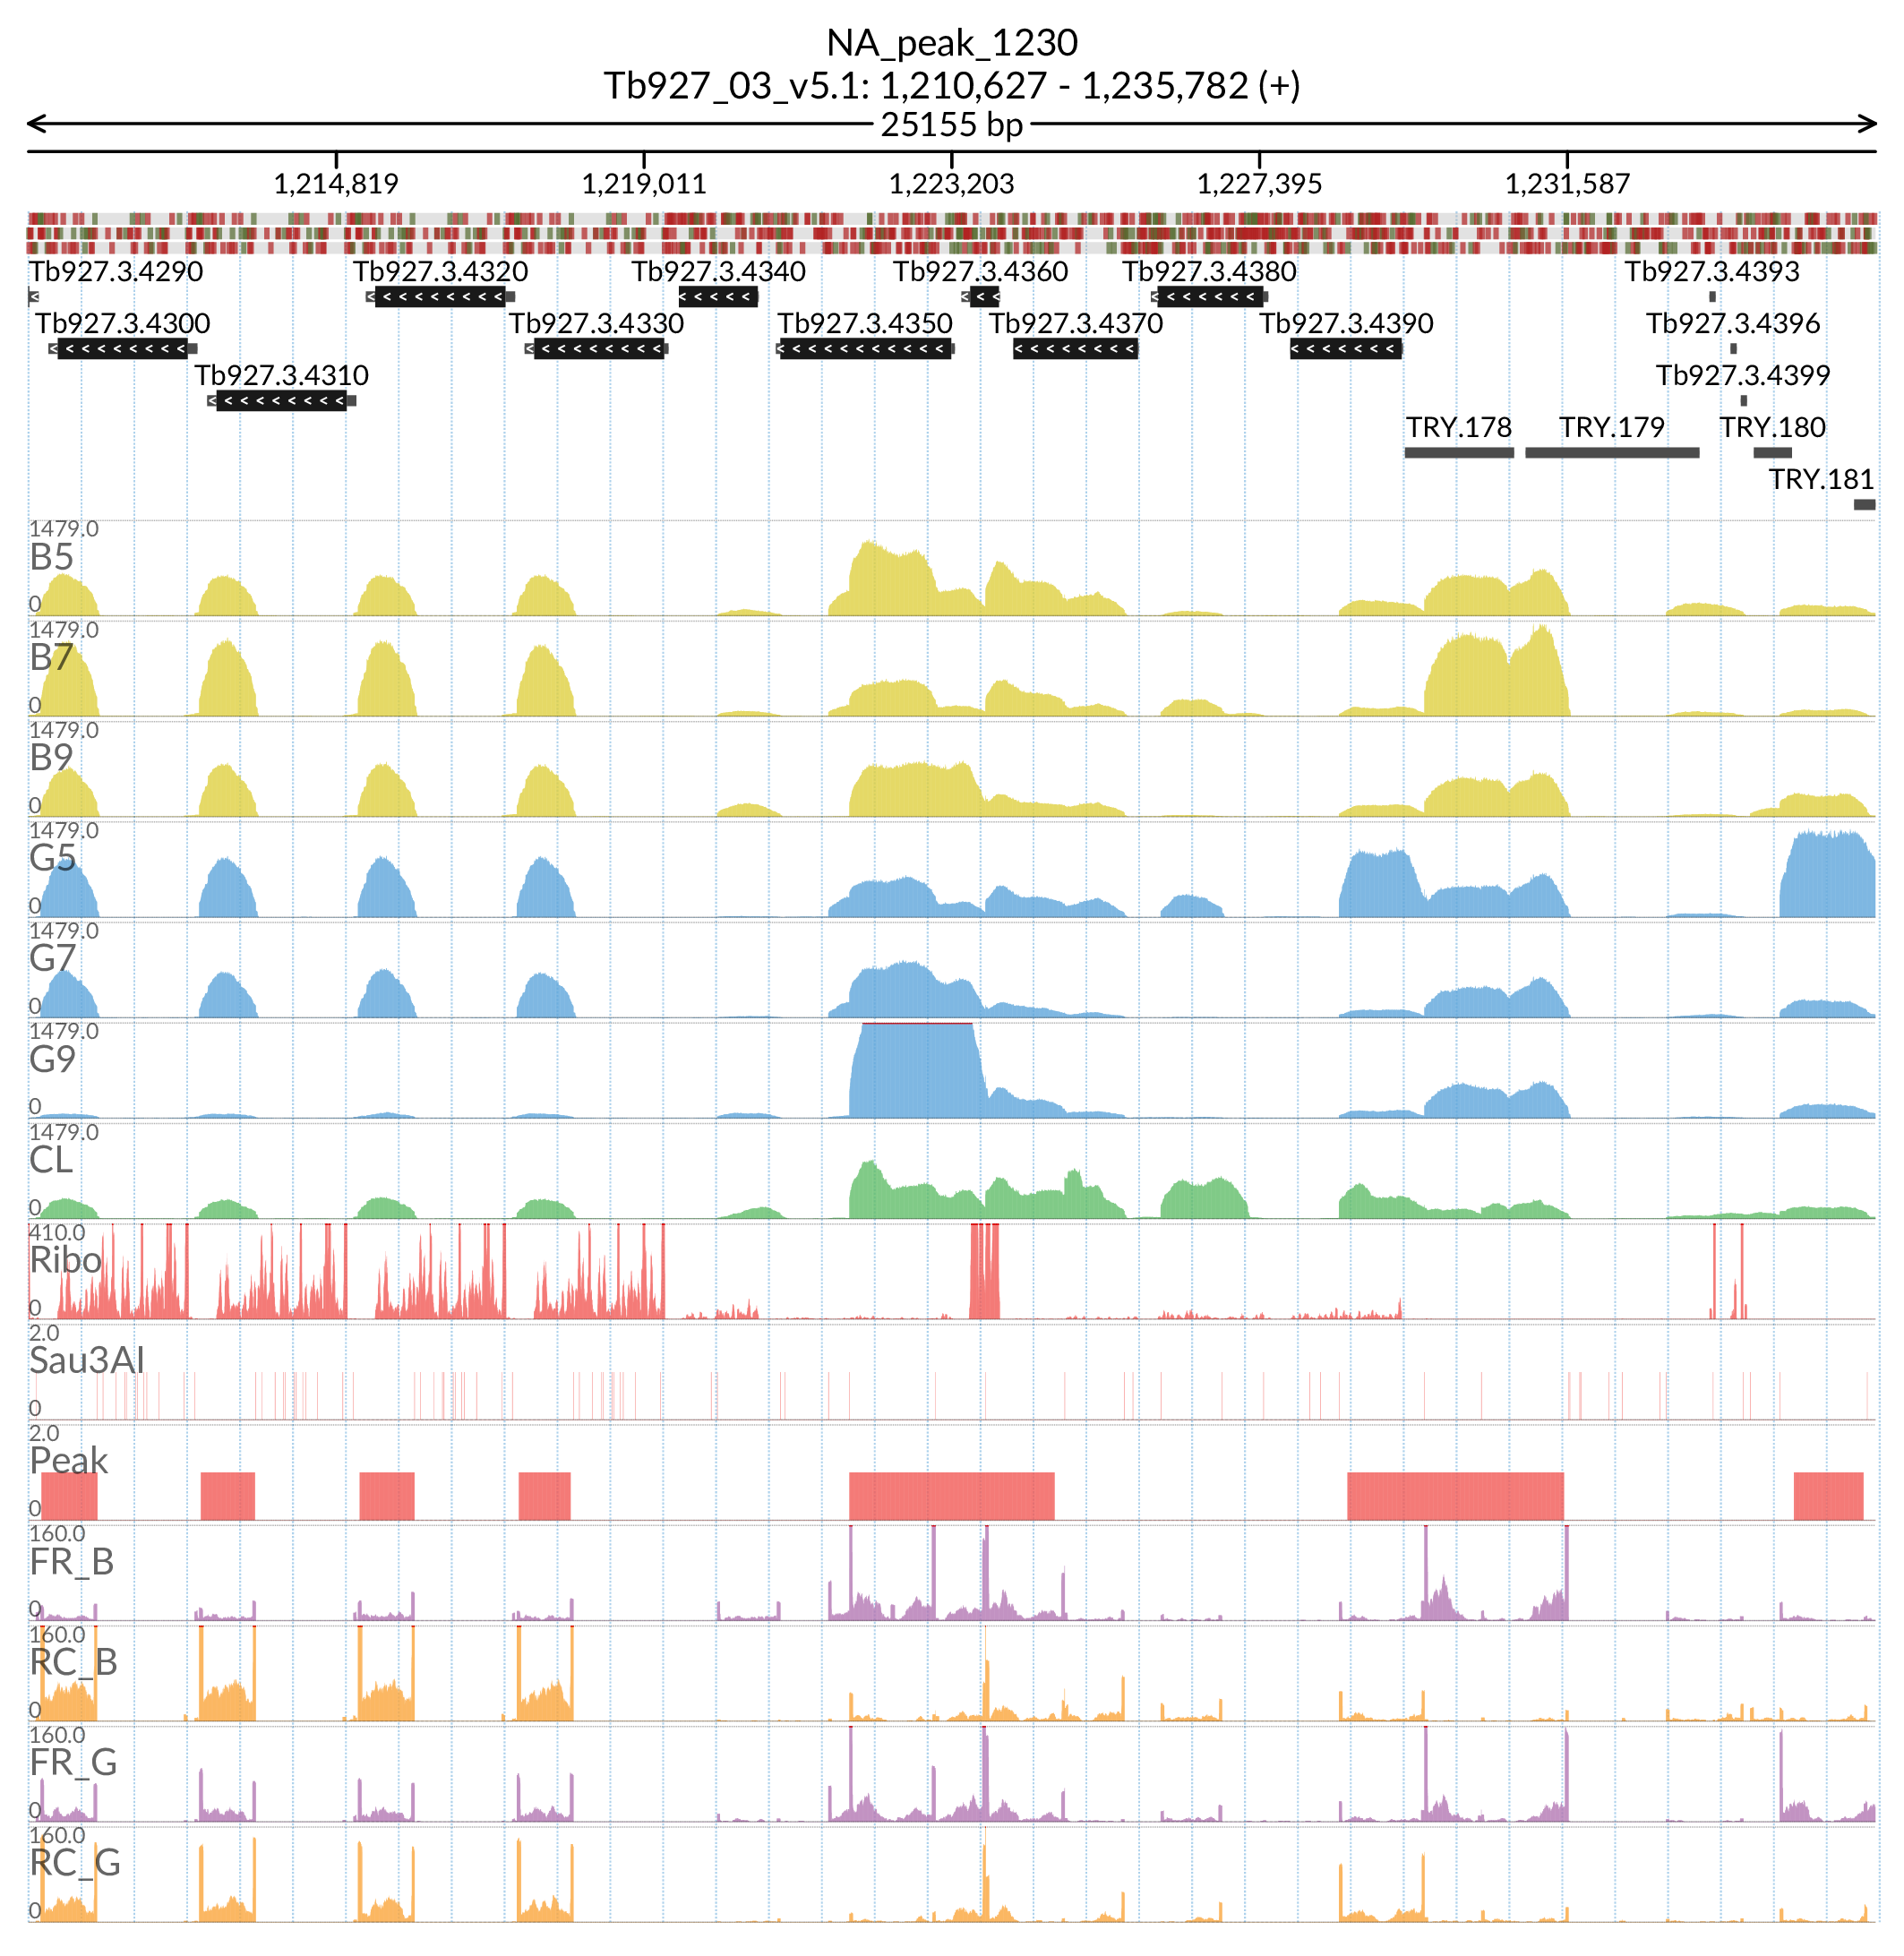 NA_peak_1230
Tb927_03_v5.1: 1,210,627 - 1,235,782 (+)
25155 bp
1,214,819 1,219,011 1,223,203 1,227,395 1,231,587
Tb927.3.4290 Tb927.3.4320 Tb927.3.4340 Tb927.3.4360 Tb927.3.4380 Tb927.3.4393
Tb927.3.4300 Tb927.3.4330 Tb927.3.4350 Tb927.3.4370 Tb927.3.4390 Tb927.3.4396
Tb927.3.4310 Tb927.3.4399
TRY.178 TRY.179 TRY.180
TRY.181
1479.0
B5
0
1479.0
B7
0
1479.0
B9
0
1479.0
G5
0
1479.0
G7
0
1479.0
G9
0
1479.0
CL
0
410.0
Ribo
0
2.0
Sau3AI
0
2.0
Peak
0
160.0
FR_B
0
160.0
RC_B
0
160.0
FR_G
0
160.0
RC_G
0